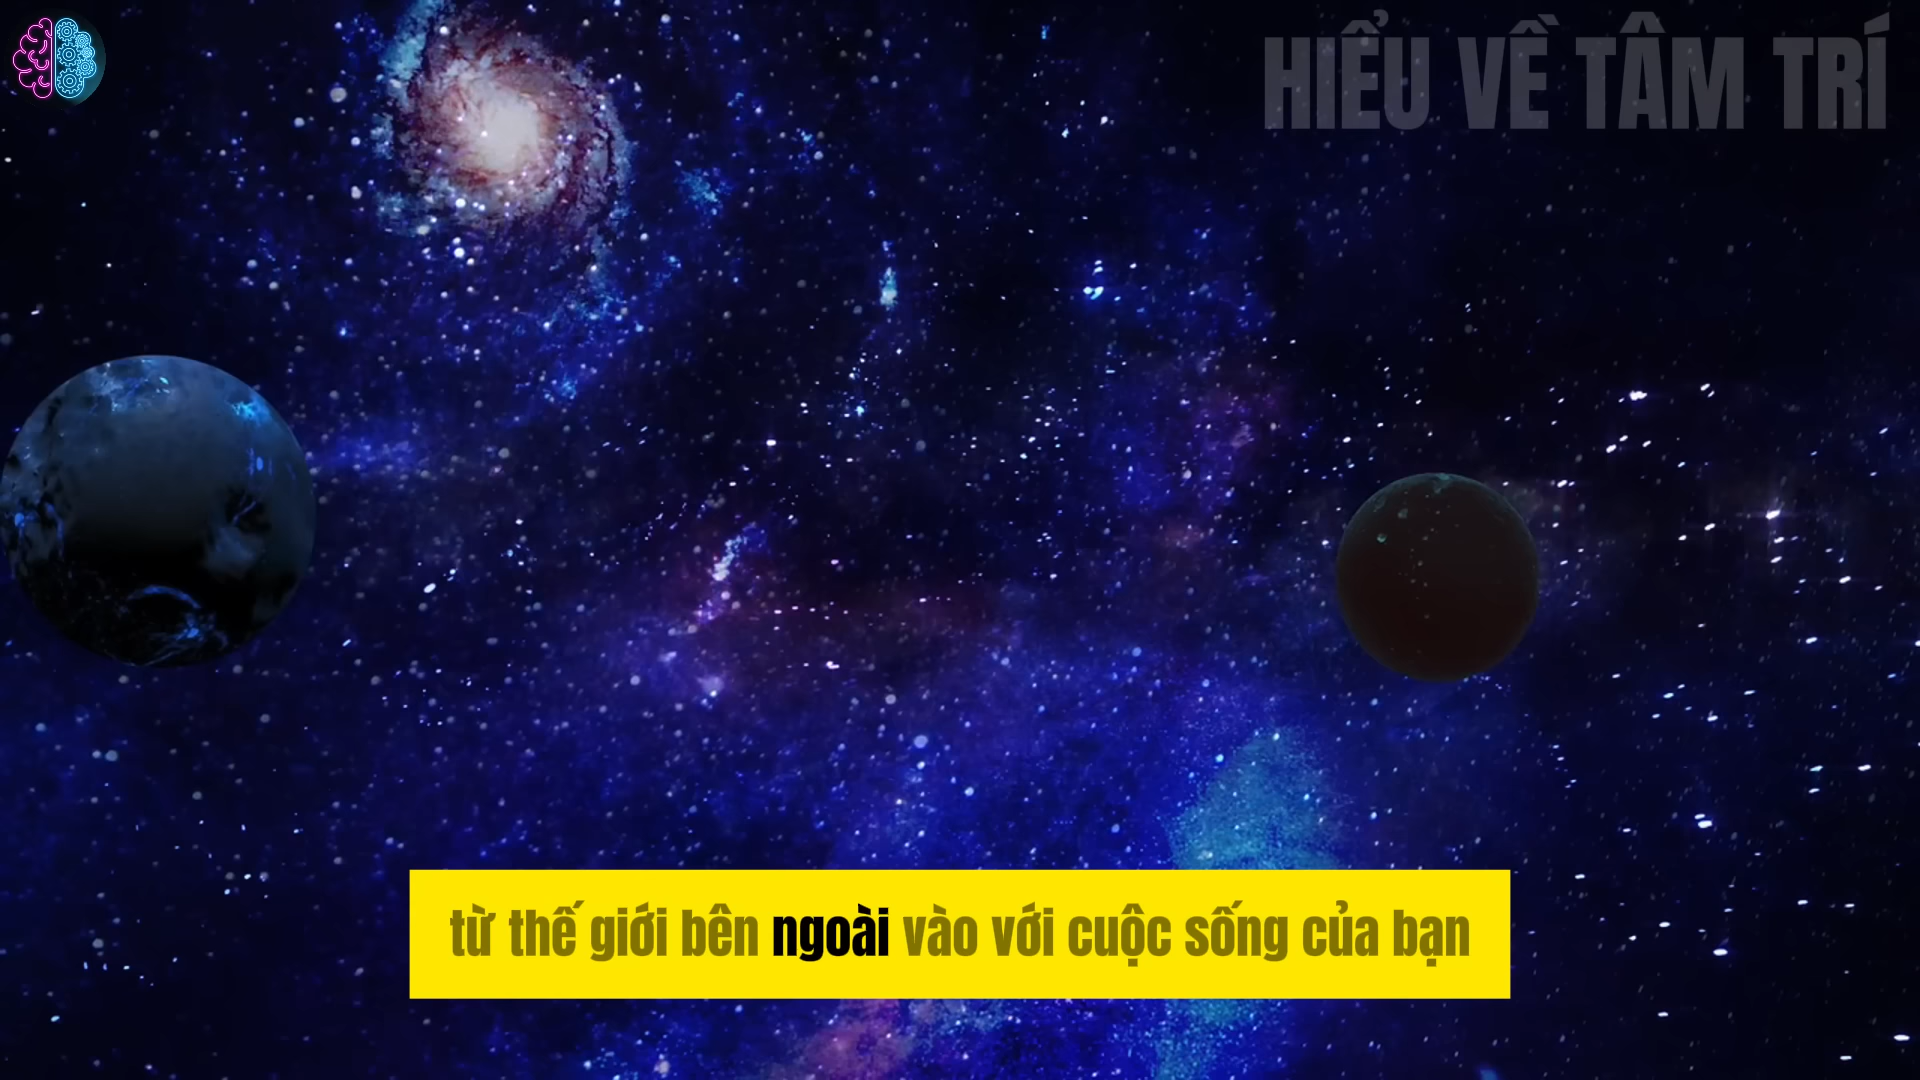 HIỂU VỀ TÂM TRÍ
từ thế giới bên ngoài vào với cuộc sống của bạn